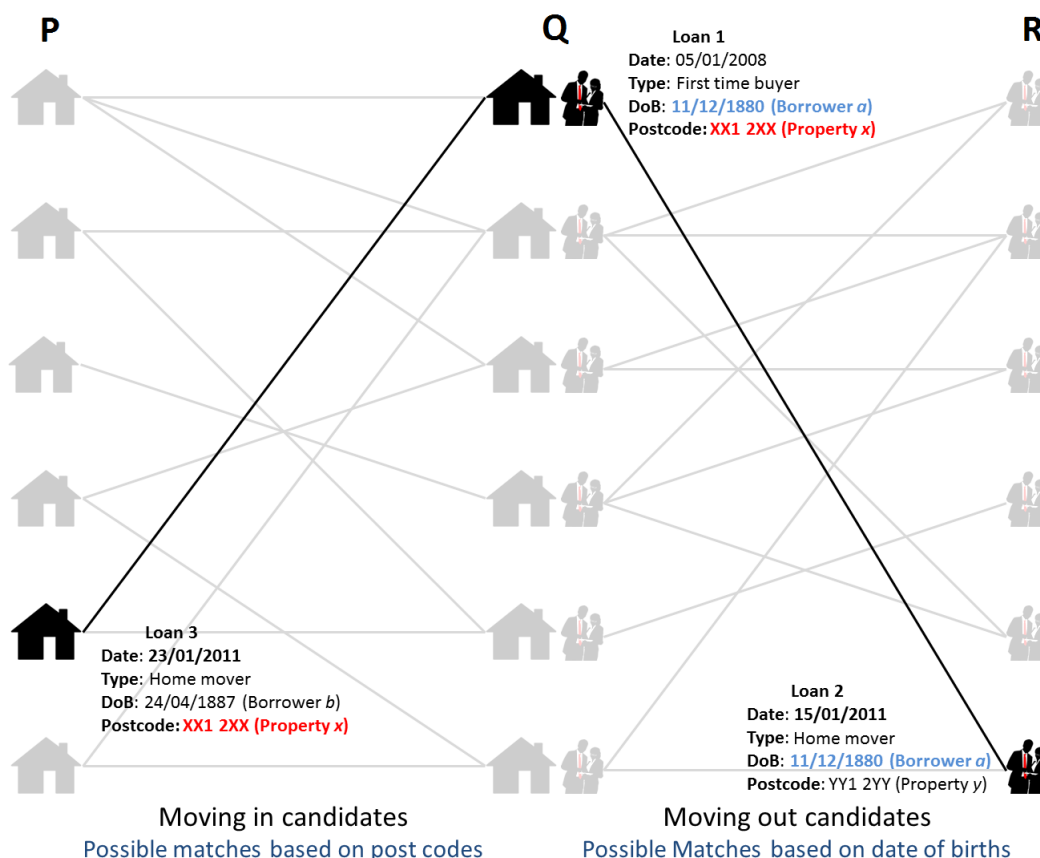 P
Q
R
Loan 1
Date: 05/01/2008
Type: First time buyer
DoB: 11/12/1880 (Borrower a)
Postcode: XX1 2XX (Property x)
Loan 3
Date: 23/01/2011
Type: Home mover
DoB: 24/04/1887 (Borrower b)
Postcode: XX1 2XX (Property x)
Loan 2
Date: 15/01/2011
Type: Home mover
DoB: 11/12/1880 (Borrower a)
Postcode: YY1 2YY (Property y)
Moving in candidates
Possible matches based on post codes
Moving out candidates
Possible Matches based on date of births